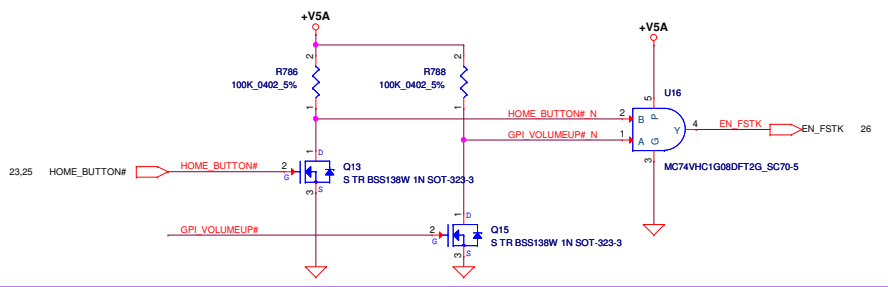 +V5A
+V5A
2
2
R786
100K_0402_5%
R788
100K_0402_5%
1
1
U16
5
HOME_BUTTON#_N
2
B
P
GPI_VOLUMEUP#_N
1
A
G
Y
4
EN_FSTK
EN_FSTK
26
3
MC74VHC1G08DFT2G_SC70-5
1
D
23,25
HOME_BUTTON#
HOME_BUTTON#
2
G
Q13
S TR BSS138W 1N SOT-323-3
3
S
1
D
GPI_VOLUMEUP#
2
G
Q15
S TR BSS138W 1N SOT-323-3
3
S